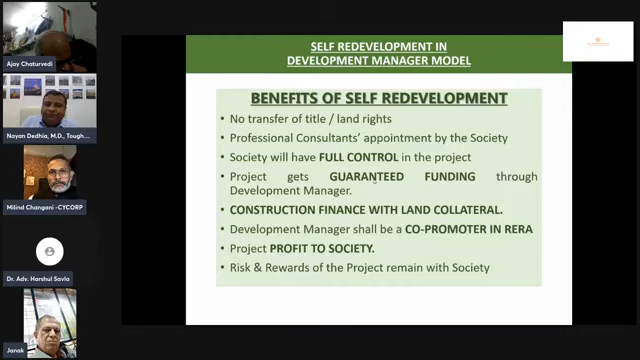 Ajay Chaturvedi
Nayan Dedhia, M.D., Tough...
Milind Changani -CYCORP
Dr. Adv. Harshul Savla
Janak
SELF REDEVELOPMENT IN
DEVELOPMENT MANAGER MODEL
BENEFITS OF SELF REDEVELOPMENT
• No transfer of title / land rights
• Professional Consultants' appointment by the Society
• Society will have FULL CONTROL in the project
• Project gets GUARANTEED FUNDING through
Development Manager.
• CONSTRUCTION FINANCE WITH LAND COLLATERAL.
• Development Manager shall be a CO-PROMOTER IN RERA
• Project PROFIT TO SOCIETY.
• Risk & Rewards of the Project remain with Society